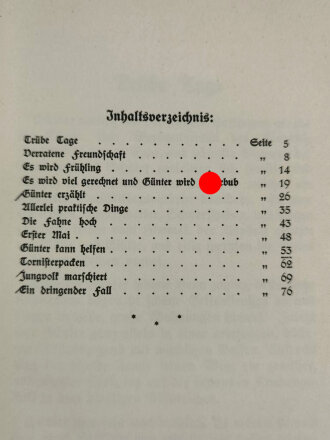 Inhaltsverzeichnis:
Trübe Tage . . . . . . . . . Seite 5
Verratene Freundschaft . . . . . . . „ 8
Es wird Frühling . . . . . . . . „ 14
Es wird viel gerechnet und Günter wird bub „ 19
Günter erzählt . . . . . . . . . „ 26
Allerlei praktische Dinge . . . . . . „ 35
Die Fahne hoch . . . . . . . . „ 43
Erster Mai . . . . . . . . . . „ 48
Günter kann helfen . . . . . . . . „ 53
Tornisterpacken . . . . . . . . . „ 62
Jungvolk marschiert . . . . . . . . „ 69
Ein dringender Fall . . . . . . . . „ 76
* * *